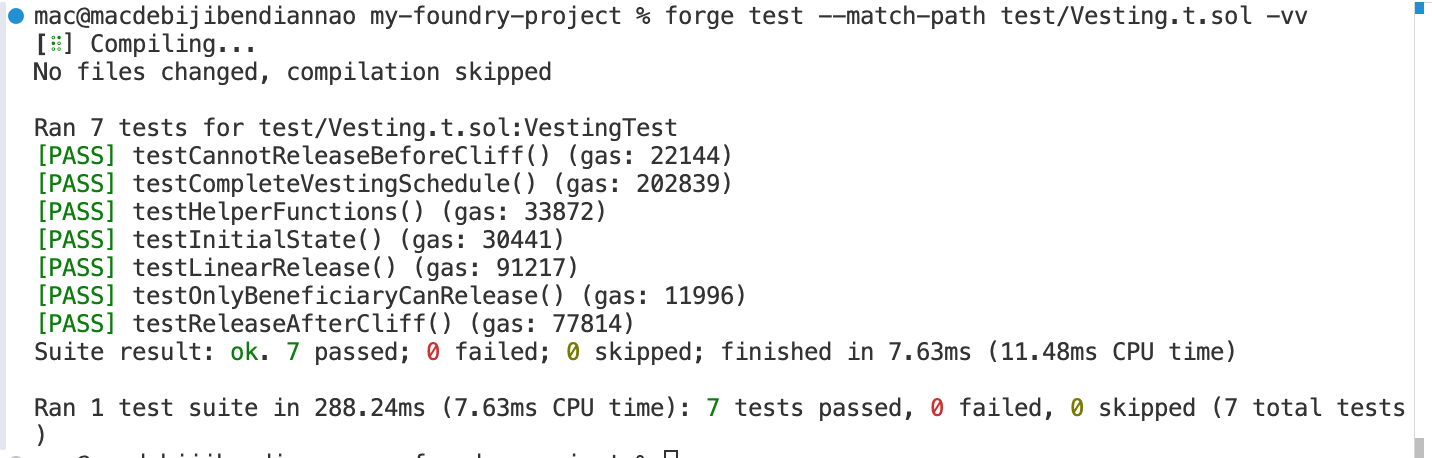 mac@macdebijibendiannao my-foundry-project % forge test --match-path test/Vesting.t.sol -vv
[⠿] Compiling...
No files changed, compilation skipped
Ran 7 tests for test/Vesting.t.sol:VestingTest
[PASS] testCannotReleaseBeforeCliff() (gas: 22144)
[PASS] testCompleteVestingSchedule() (gas: 202839)
[PASS] testHelperFunctions() (gas: 33872)
[PASS] testInitialState() (gas: 30441)
[PASS] testLinearRelease() (gas: 91217)
[PASS] testOnlyBeneficiaryCanRelease() (gas: 11996)
[PASS] testReleaseAfterCliff() (gas: 77814)
Suite result: ok. 7 passed; 0 failed; 0 skipped; finished in 7.63ms (11.48ms CPU time)
Ran 1 test suite in 288.24ms (7.63ms CPU time): 7 tests passed, 0 failed, 0 skipped (7 total tests
)